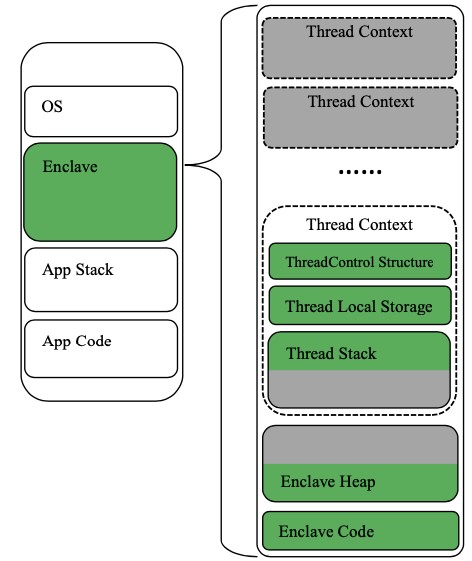 OS
Enclave
App Stack
App Code
Thread Context
Thread Context
......
Thread Context
ThreadControl Structure
Thread Local Storage
Thread Stack
Enclave Heap
Enclave Code